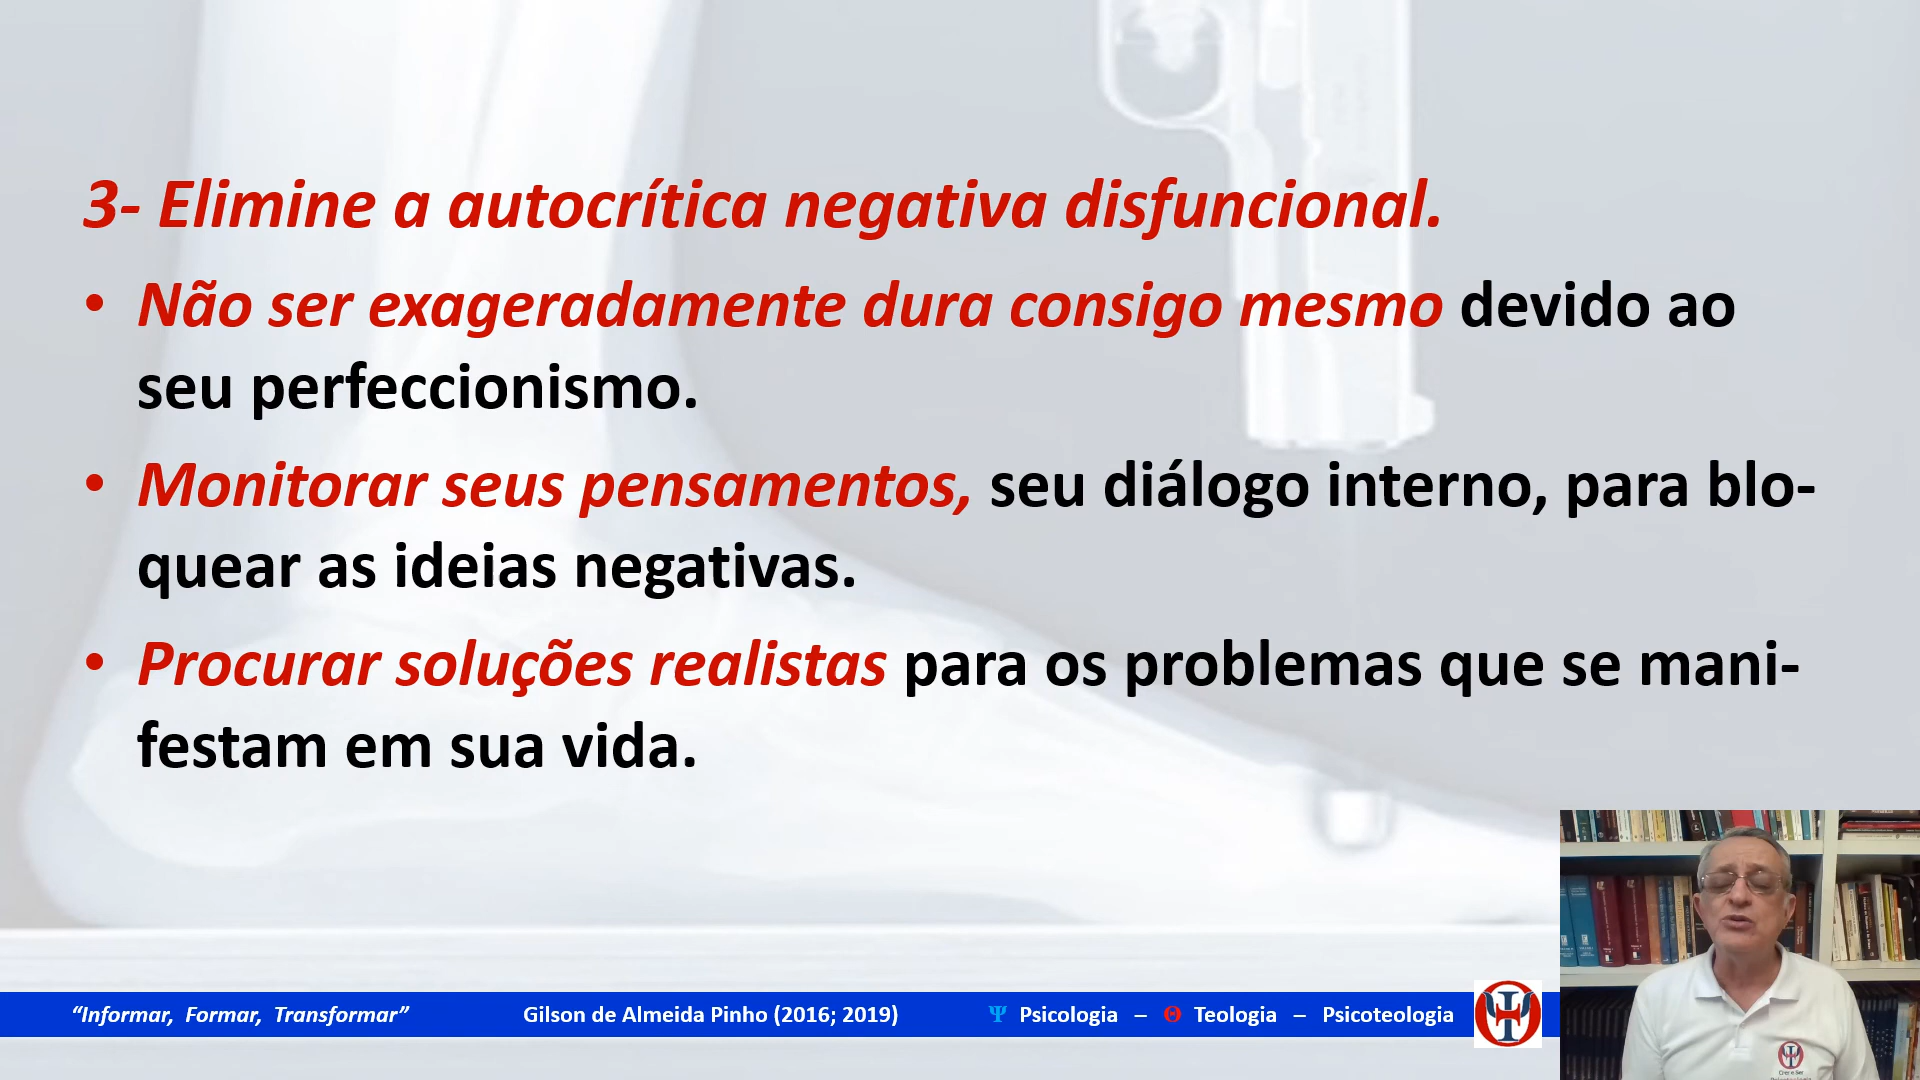 3- Elimine a autocrítica negativa disfuncional.
• Não ser exageradamente dura consigo mesmo devido ao
seu perfeccionismo.
• Monitorar seus pensamentos, seu diálogo interno, para blo-
quear as ideias negativas.
• Procurar soluções realistas para os problemas que se mani-
festam em sua vida.
“Informar, Formar, Transformar” Gilson de Almeida Pinho (2016; 2019) Ψ Psicologia – Θ Teologia – Psicoteologia